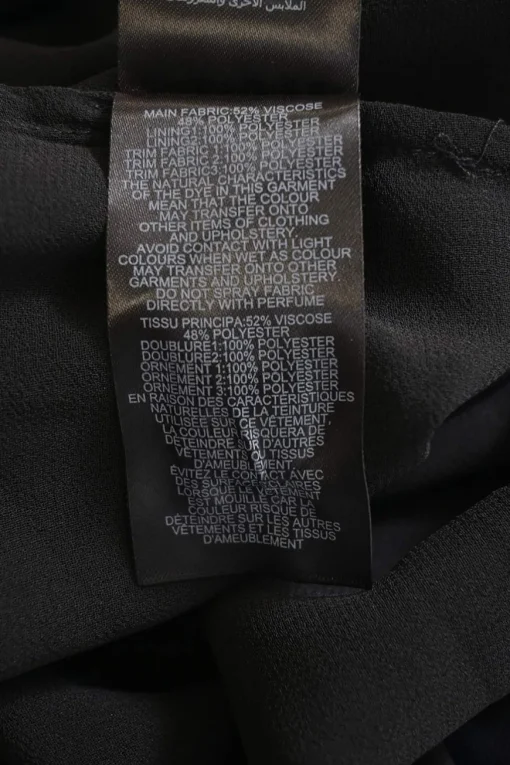 الملابس الأخرى والمفروشات
MAIN FABRIC:52% VISCOSE
48% POLYESTER
LINING1:100% POLYESTER
LINING2:100% POLYESTER
TRIM FABRIC 1:100% POLYESTER
TRIM FABRIC 2:100% POLYESTER
TRIM FABRIC3:100% POLYESTER
THE NATURAL CHARACTERISTICS
OF THE DYE IN THIS GARMENT
MEAN THAT THE COLOUR
MAY TRANSFER ONTO
OTHER ITEMS OF CLOTHING
AND UPHOLSTERY.
AVOID CONTACT WITH LIGHT
COLOURS WHEN WET AS COLOUR
MAY TRANSFER ONTO OTHER
GARMENTS AND UPHOLSTERY.
DO NOT SPRAY FABRIC
DIRECTLY WITH PERFUME
TISSU PRINCIPA:52% VISCOSE
48% POLYESTER
DOUBLURE1:100% POLYESTER
DOUBLURE2:100% POLYESTER
ORNEMENT 1:100% POLYESTER
ORNEMENT 2:100% POLYESTER
ORNEMENT 3:100% POLYESTER
EN RAISON DES CARACTÉRISTIQUES
NATURELLES DE LA TEINTURE
UTILISÉE SUR CE VÊTEMENT,
LA COULEUR RISQUERA DE
DÉTEINDRE SUR D'AUTRES
VÊTEMENTS OU TISSUS
D'AMEUBLEMENT.
ÉVITEZ LE CONTACT AVEC
DES SURFACES CLAIRES
LORSQUE LE VÊTEMENT
EST MOUILLÉ CAR LA
COULEUR RISQUE DE
DÉTEINDRE SUR LES AUTRES
VÊTEMENTS ET LES TISSUS
D'AMEUBLEMENT